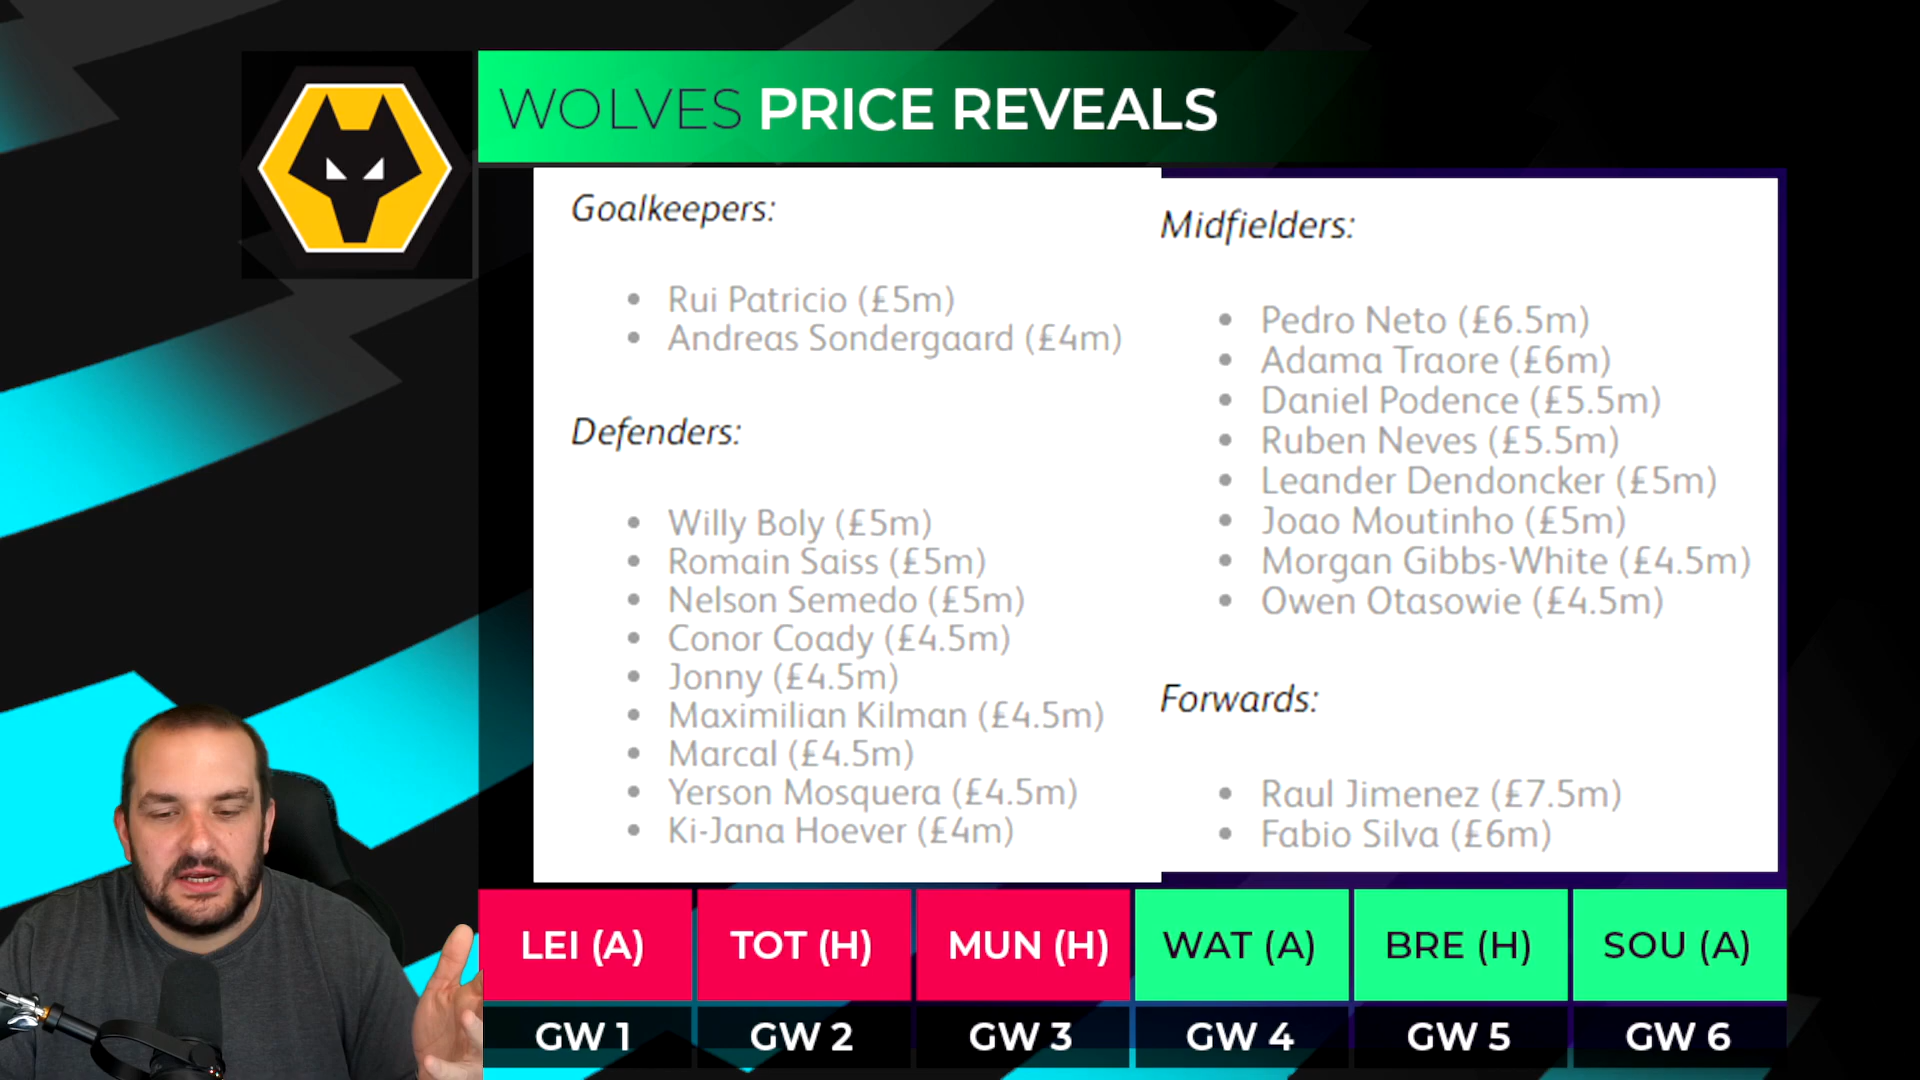 WOLVES PRICE REVEALS
Goalkeepers:
Rui Patricio (£5m)
Andreas Sondergaard (£4m)
Defenders:
Willy Boly (£5m)
Romain Saiss (£5m)
Nelson Semedo (£5m)
Conor Coady (£4.5m)
Jonny (£4.5m)
Maximilian Kilman (£4.5m)
Marcal (£4.5m)
Yerson Mosquera (£4.5m)
Ki-Jana Hoever (£4m)
Midfielders:
Pedro Neto (£6.5m)
Adama Traore (£6m)
Daniel Podence (£5.5m)
Ruben Neves (£5.5m)
Leander Dendoncker (£5m)
Joao Moutinho (£5m)
Morgan Gibbs-White (£4.5m)
Owen Otasowie (£4.5m)
Forwards:
Raul Jimenez (£7.5m)
Fabio Silva (£6m)
LEI (A) TOT (H) MUN (H) WAT (A) BRE (H) SOU (A)
GW 1 GW 2 GW 3 GW 4 GW 5 GW 6